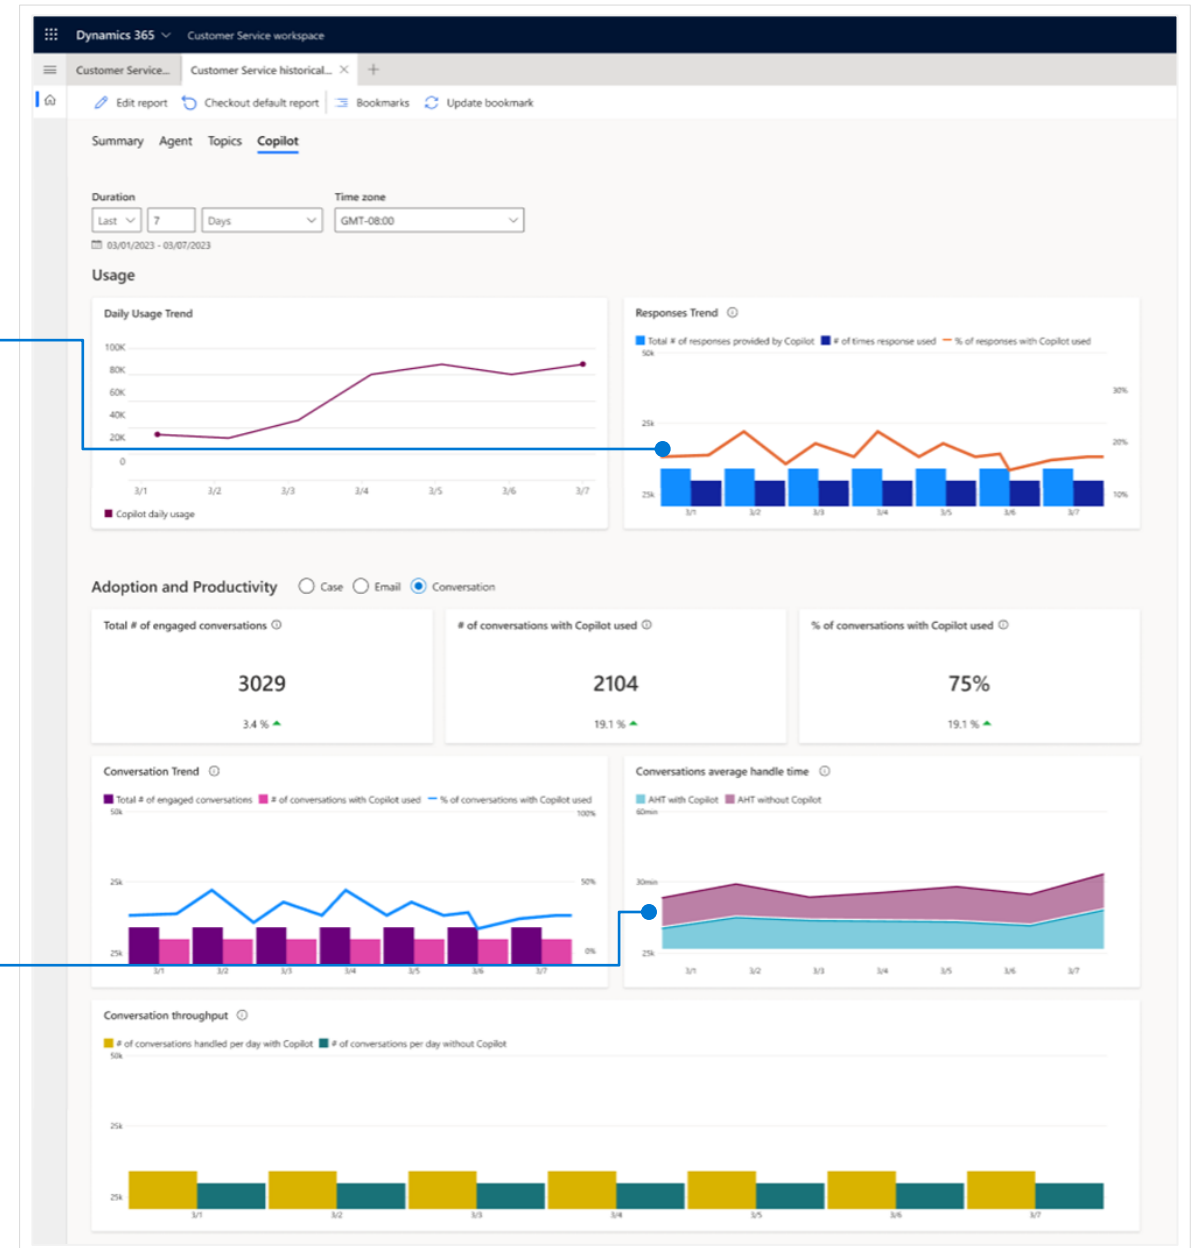 Dynamics 365 Customer Service workspace
Customer Service... Customer Service historical...
Edit report Checkout default report Bookmarks Update bookmark
Summary Agent Topics Copilot
Duration Time zone
Last 7 Days GMT-08:00
03/01/2023 - 03/07/2023
Usage
Daily Usage Trend
100K
80K
60K
40K
20K
0
3/1 3/2 3/3 3/4 3/5 3/6 3/7
Copilot daily usage
Responses Trend
Total # of responses provided by Copilot # of times response used % of responses with Copilot used
50k
30%
25k
20%
25k 10%
3/1 3/2 3/3 3/4 3/5 3/6 3/7
Adoption and Productivity Case Email Conversation
Total # of engaged conversations
3029
3.4 %
# of conversations with Copilot used
2104
19.1 %
% of conversations with Copilot used
75%
19.1 %
Conversation Trend
Total # of engaged conversations # of conversations with Copilot used % of conversations with Copilot used
50k 100%
25k 50%
25k 0%
3/1 3/2 3/3 3/4 3/5 3/6 3/7
Conversations average handle time
AHT with Copilot AHT without Copilot
60min
30min
25k
3/1 3/2 3/3 3/4 3/5 3/6 3/7
Conversation throughput
# of conversations handled per day with Copilot # of conversations per day without Copilot
50k
25k
25k
3/1 3/2 3/3 3/4 3/5 3/6 3/7